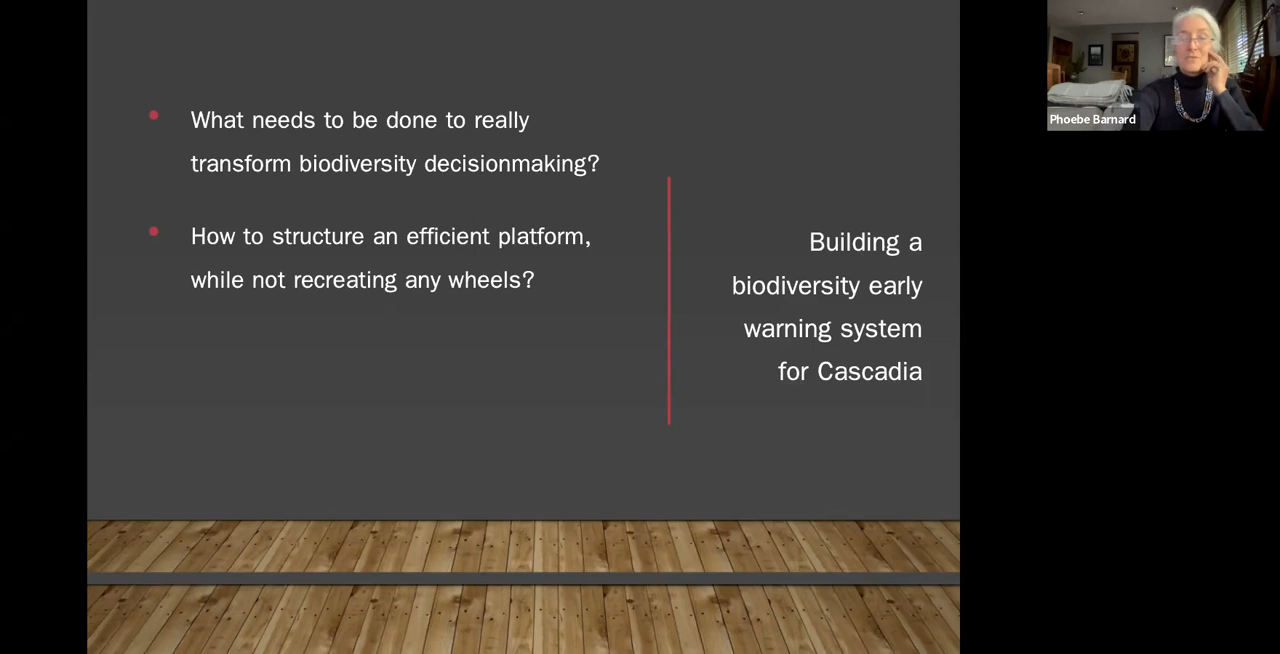 What needs to be done to really
transform biodiversity decisionmaking?
How to structure an efficient platform,
while not recreating any wheels?
Building a
biodiversity early
warning system
for Cascadia
Phoebe Barnard